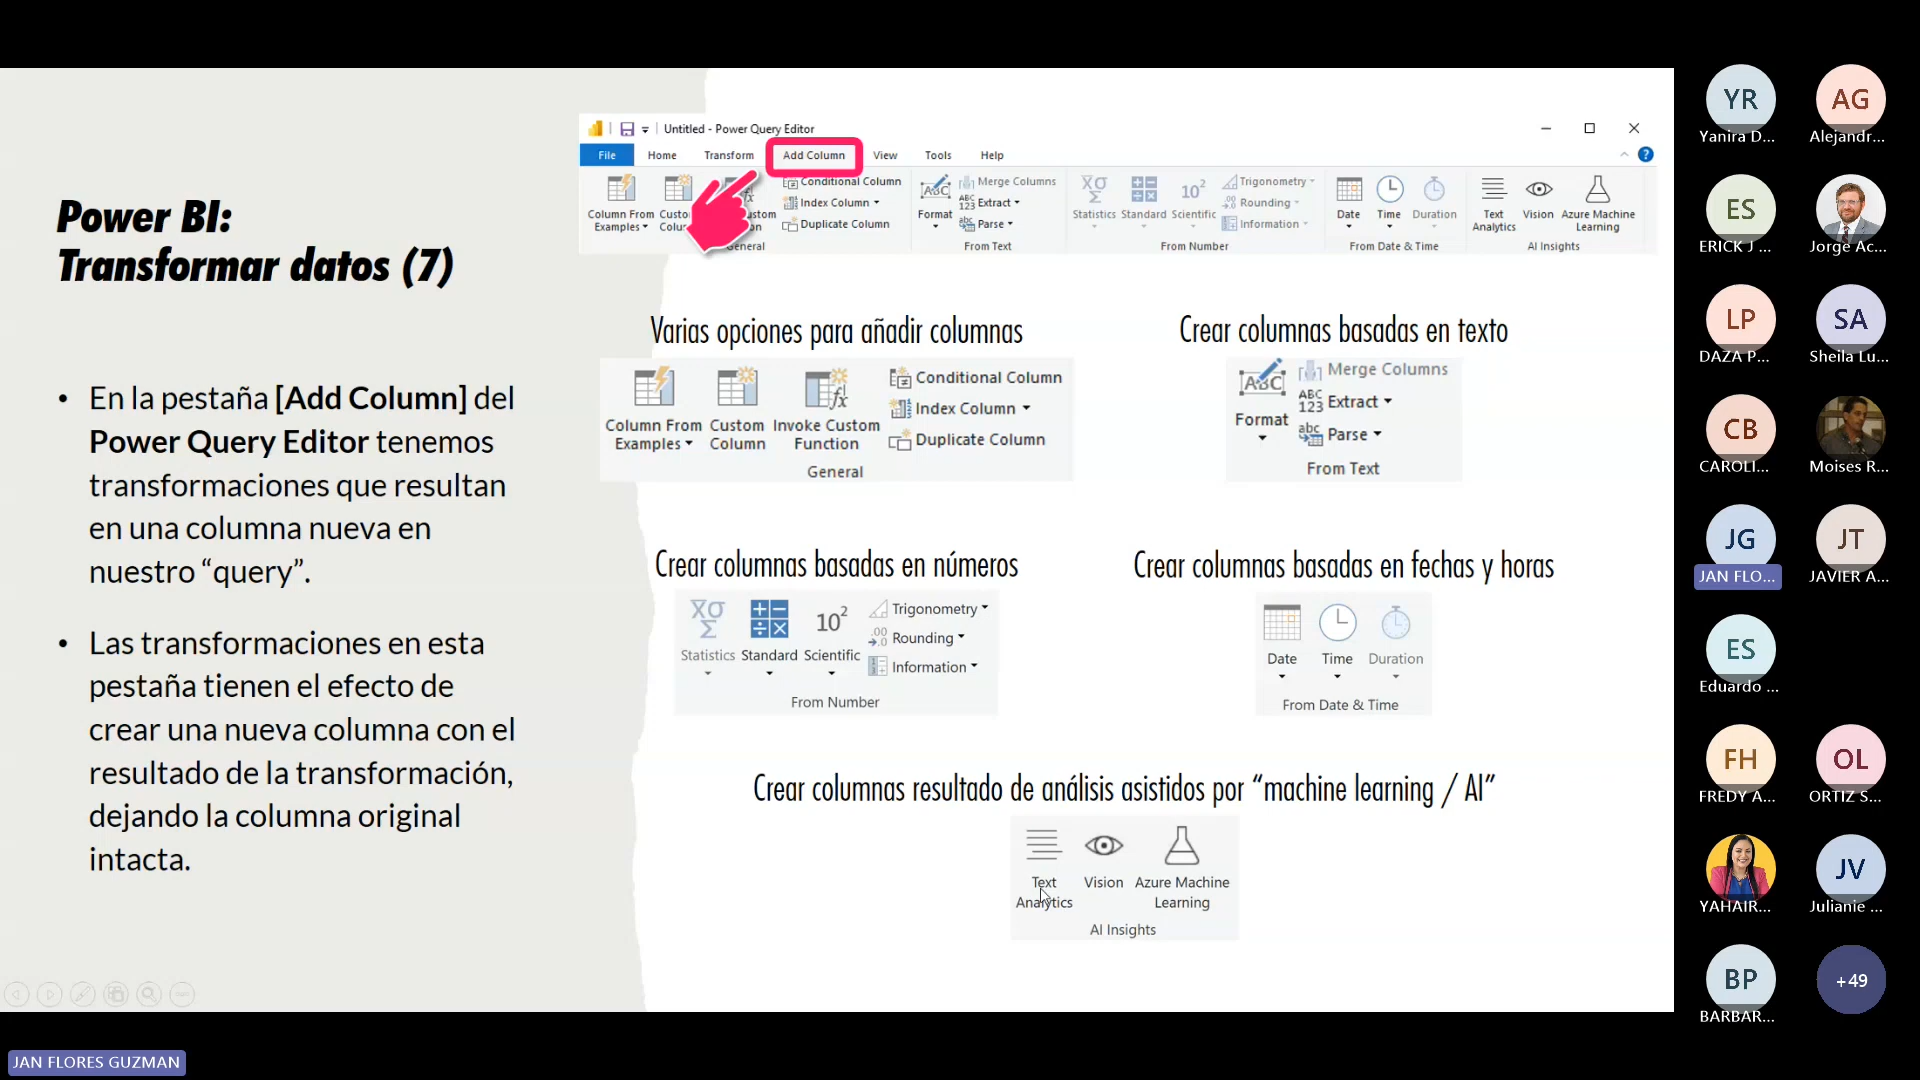 Untitled - Power Query Editor
File Home Transform Add Column View Tools Help
Column From Examples
Conditional Column
Index Column
Duplicate Column
General
Format
Merge Columns
Extract
Parse
From Text
Statistics Standard Scientific
Trigonometry
Rounding
Information
From Number
Date Time Duration
From Date & Time
Text Analytics Vision Azure Machine Learning
AI Insights
Power BI:
Transformar datos (7)
• En la pestaña [Add Column] del
Power Query Editor tenemos
transformaciones que resultan
en una columna nueva en
nuestro “query”.
• Las transformaciones en esta
pestaña tienen el efecto de
crear una nueva columna con el
resultado de la transformación,
dejando la columna original
intacta.
Varias opciones para añadir columnas
Column From Examples
Custom Column
Invoke Custom Function
Conditional Column
Index Column
Duplicate Column
General
Crear columnas basadas en texto
ABC
Format
Merge Columns
ABC 123 Extract
abc Parse
From Text
Crear columnas basadas en números
Χσ Σ
Statistics
Standard
10²
Scientific
Trigonometry
.00 →.0 Rounding
Information
From Number
Crear columnas basadas en fechas y horas
Date Time Duration
From Date & Time
Crear columnas resultado de análisis asistidos por “machine learning / AI”
Text Analytics
Vision
Azure Machine Learning
AI Insights
YR
Yanira D...
AG
Alejandr...
ES
ERICK J ...
Jorge Ac...
LP
DAZA P...
SA
Sheila Lu...
CB
CAROLI...
Moises R...
JG
JAN FLO...
JT
JAVIER A...
ES
Eduardo ...
FH
FREDY A...
OL
ORTIZ S...
YAHAIR...
JV
Julianie ...
BP
BARBAR...
+49
JAN FLORES GUZMAN